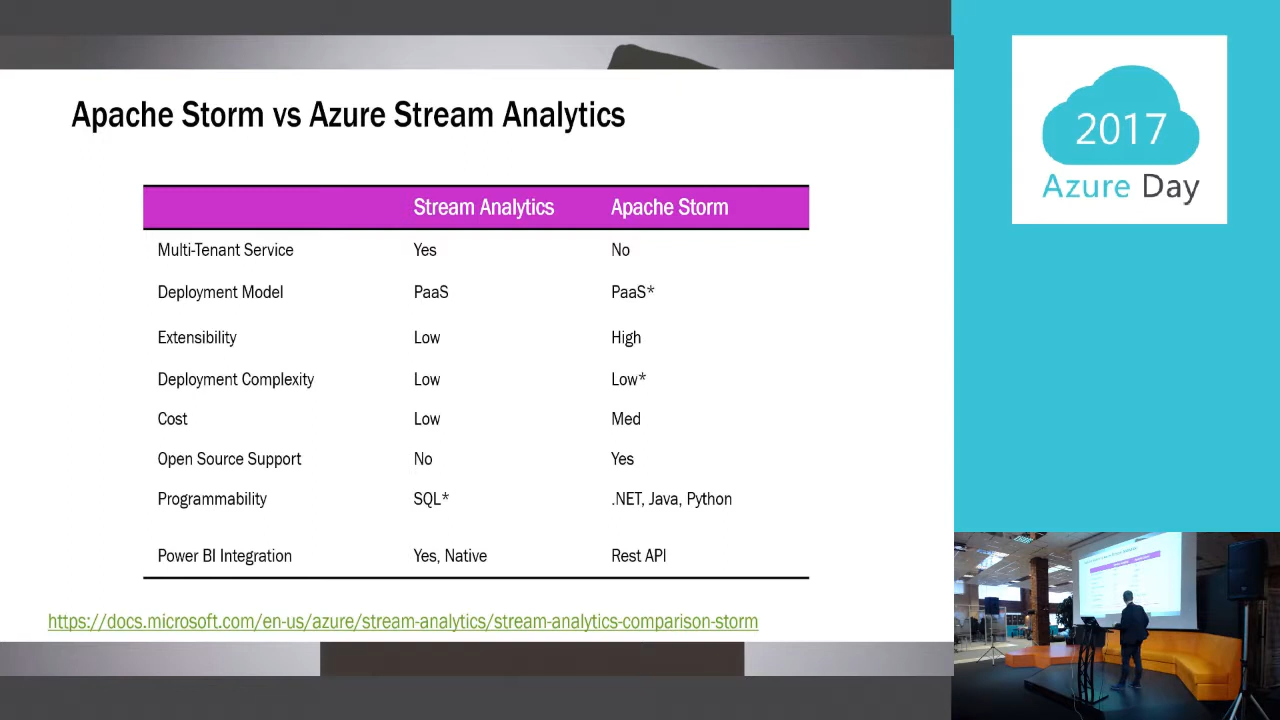 Apache Storm vs Azure Stream Analytics
Stream Analytics Apache Storm
Multi-Tenant Service Yes No
Deployment Model PaaS PaaS*
Extensibility Low High
Deployment Complexity Low Low*
Cost Low Med
Open Source Support No Yes
Programmability SQL* .NET, Java, Python
Power BI Integration Yes, Native Rest API
https://docs.microsoft.com/en-us/azure/stream-analytics/stream-analytics-comparison-storm
2017
Azure Day